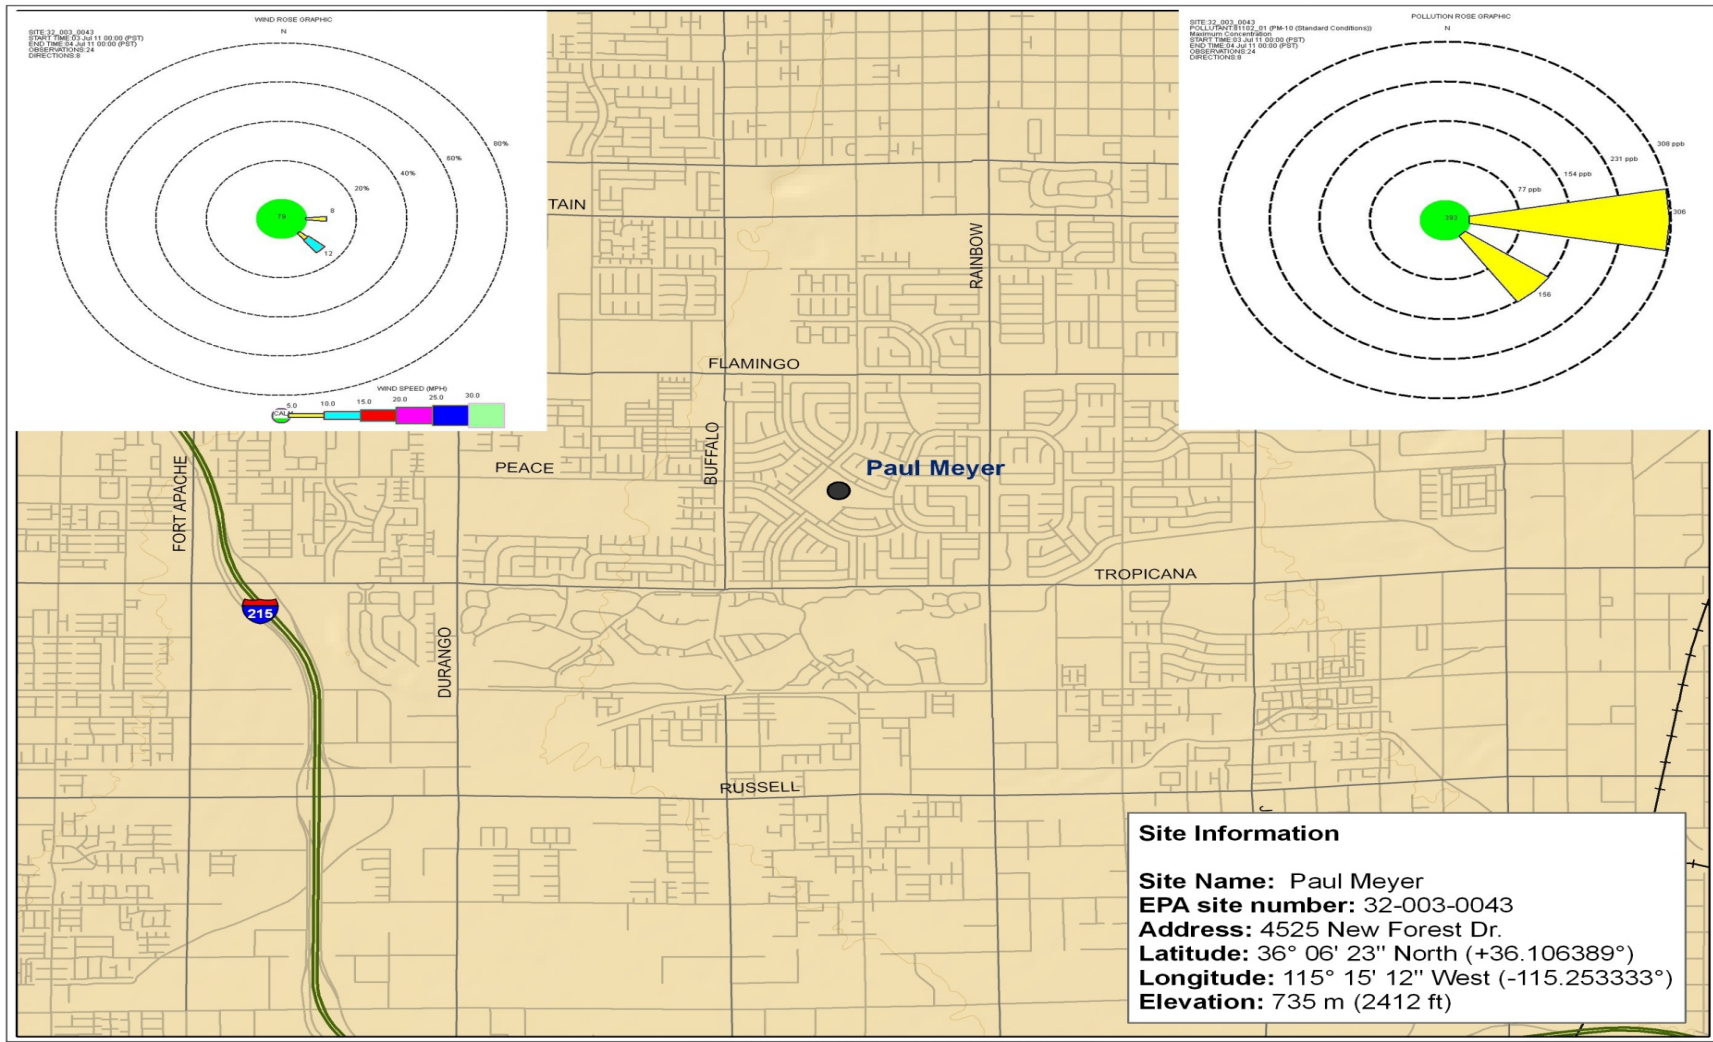 WIND ROSE GRAPHIC
SITE:32_003_0043
START TIME:03 Jul 11 00:00 (PST)
END TIME:04 Jul 11 00:00 (PST)
OBSERVATIONS:24
DIRECTIONS:8
N
80%
60%
40%
20%
79
8
12
WIND SPEED (MPH)
CALM
5.0
10.0
15.0
20.0
25.0
30.0
POLLUTION ROSE GRAPHIC
SITE:32_003_0043
POLLUTANT:81102_01 (PM-10 (Standard Conditions))
Maximum Concentration
START TIME:03 Jul 11 00:00 (PST)
END TIME:04 Jul 11 00:00 (PST)
OBSERVATIONS:24
DIRECTIONS:8
N
308 ppb
231 ppb
154 ppb
77 ppb
393
306
156
TAIN
RAINBOW
FLAMINGO
BUFFALO
PEACE
Paul Meyer
FORT APACHE
TROPICANA
215
DURANGO
RUSSELL
J
Site Information
Site Name: Paul Meyer
EPA site number: 32-003-0043
Address: 4525 New Forest Dr.
Latitude: 36° 06' 23" North (+36.106389°)
Longitude: 115° 15' 12" West (-115.253333°)
Elevation: 735 m (2412 ft)